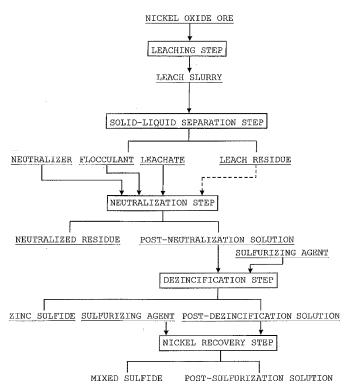 NICKEL OXIDE ORE
LEACHING STEP
LEACH SLURRY
SOLID-LIQUID SEPARATION STEP
NEUTRALIZER FLOCCULANT LEACHATE LEACH RESIDUE
NEUTRALIZATION STEP
NEUTRALIZED RESIDUE POST-NEUTRALIZATION SOLUTION
SULFURIZING AGENT
DEZINCIFICATION STEP
ZINC SULFIDE SULFURIZING AGENT POST-DEZINCIFICATION SOLUTION
NICKEL RECOVERY STEP
MIXED SULFIDE POST-SULFURIZATION SOLUTION